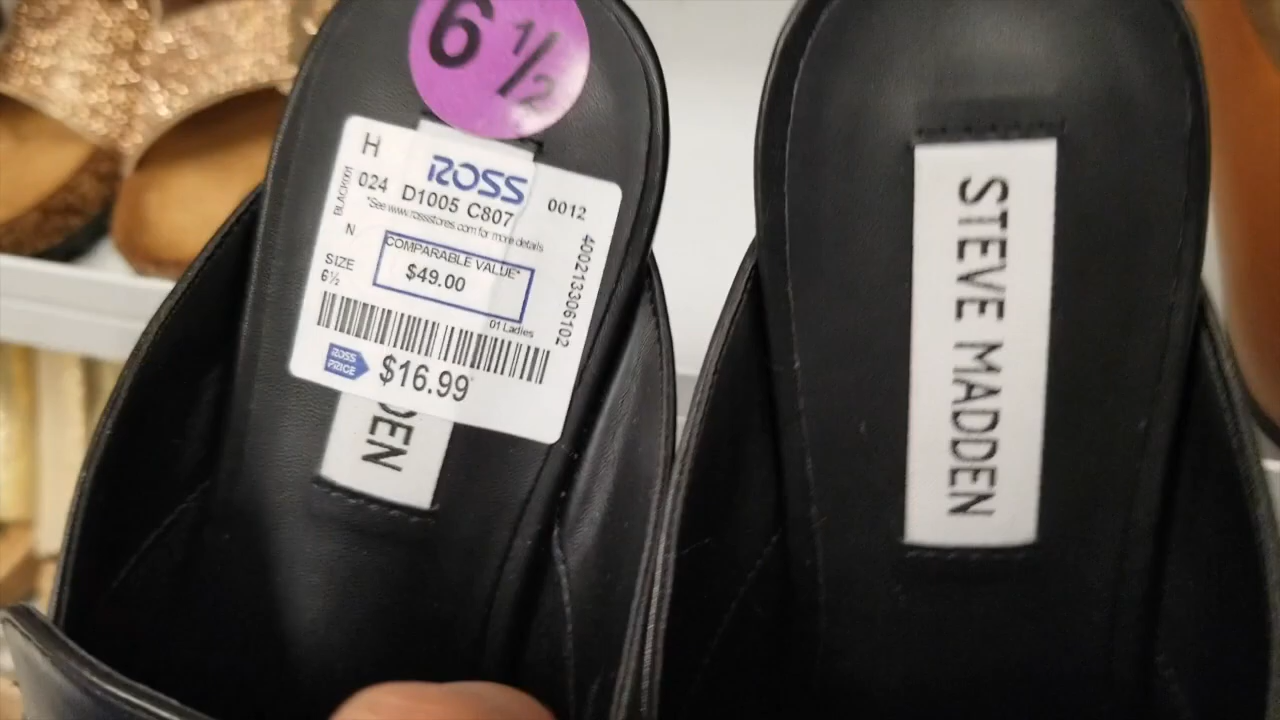 6 1/2
H
ROSS
024 D1005 C807
0012
*See www.rossstores.com for more details
BLACK001
N
COMPARABLE VALUE*
$49.00
SIZE
6½
400213306102
01 Ladies
ROSS
PRICE
$16.99
DEN
STEVE MADDEN